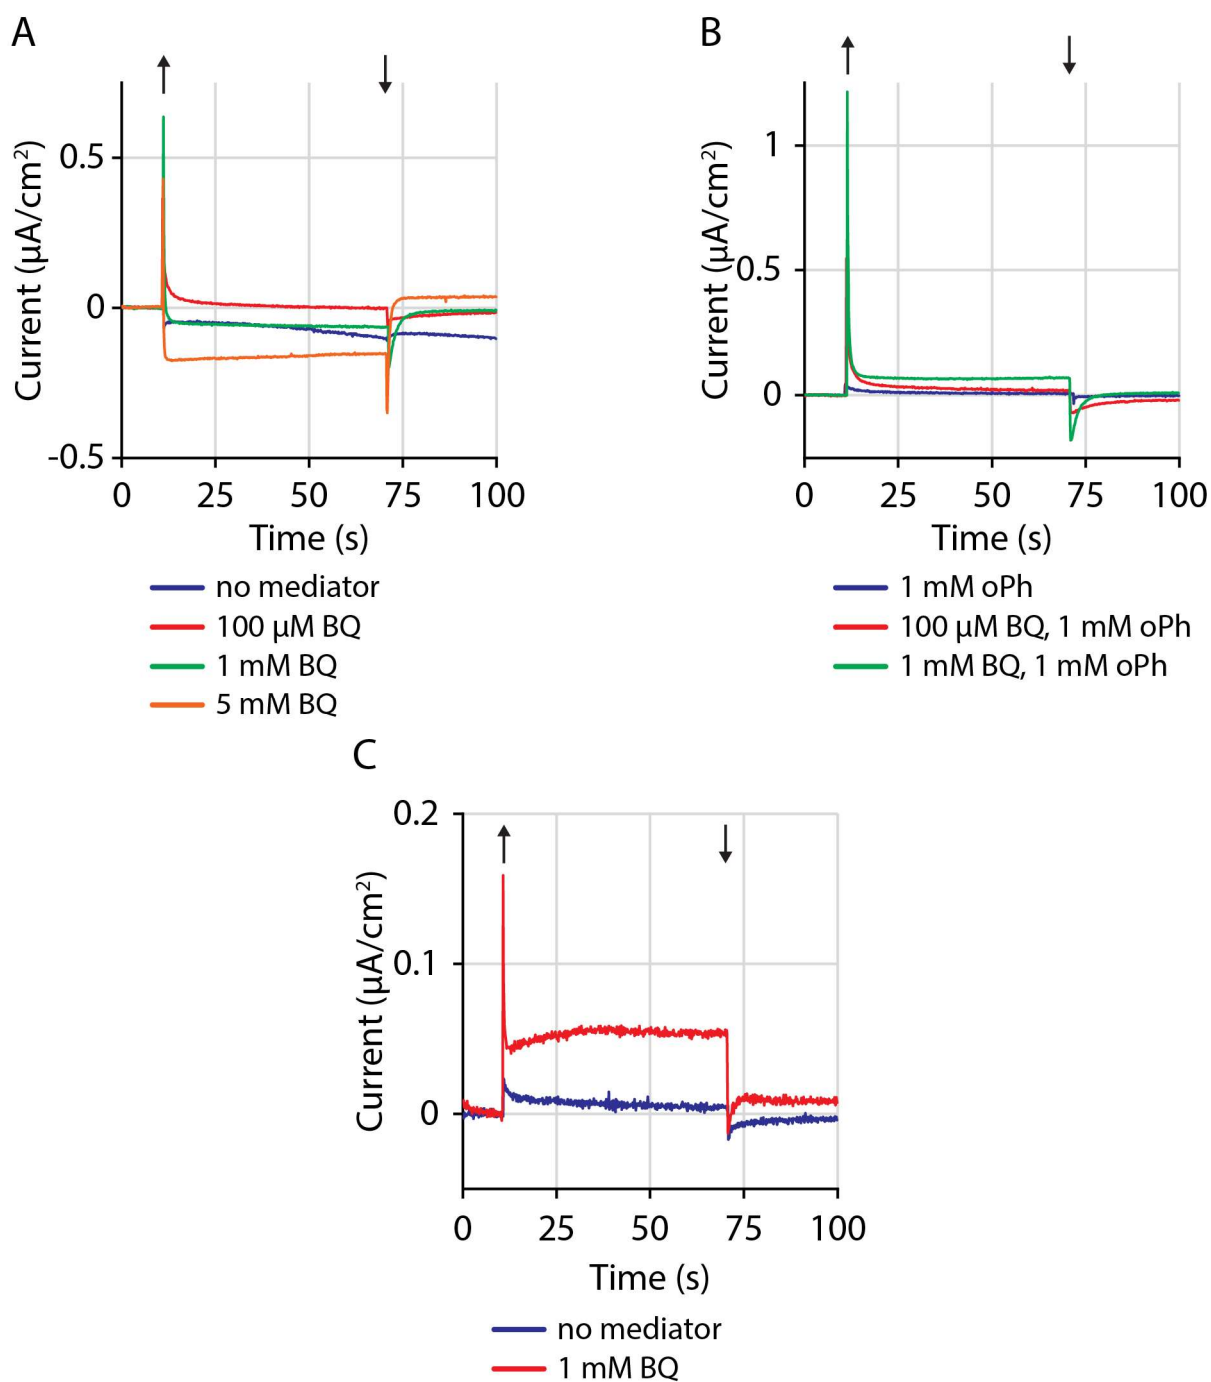 A
Current (µA/cm²)
0.5
0
-0.5
0 25 50 75 100
Time (s)
no mediator
100 µM BQ
1 mM BQ
5 mM BQ
B
Current (µA/cm²)
1
0.5
0
0 25 50 75 100
Time (s)
1 mM oPh
100 µM BQ, 1 mM oPh
1 mM BQ, 1 mM oPh
C
Current (µA/cm²)
0.2
0.1
0
0 25 50 75 100
Time (s)
no mediator
1 mM BQ